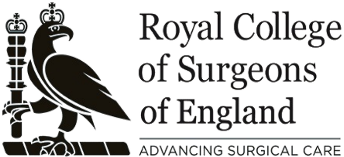 Royal College
of Surgeons
of England
ADVANCING SURGICAL CARE